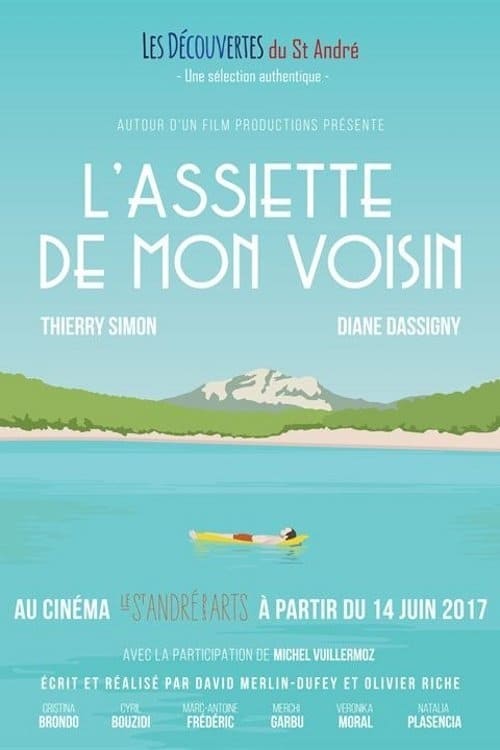 LES DÉCOUVERTES du St André
- Une sélection authentique -
AUTOUR D'UN FILM PRODUCTIONS PRÉSENTE
L'ASSIETTE
DE MON VOISIN
THIERRY SIMON DIANE DASSIGNY
AU CINÉMA LE ST ANDRÉ DES ARTS À PARTIR DU 14 JUIN 2017
AVEC LA PARTICIPATION DE MICHEL VUILLERMOZ
ÉCRIT ET RÉALISÉ PAR DAVID MERLIN-DUFEY ET OLIVIER RICHE
CRISTINA CYRIL MARC-ANTOINE MERCHI VERONIKA NATALIA
BRONDO BOUZIDI FRÉDÉRIC GARBU MORAL PLASENCIA